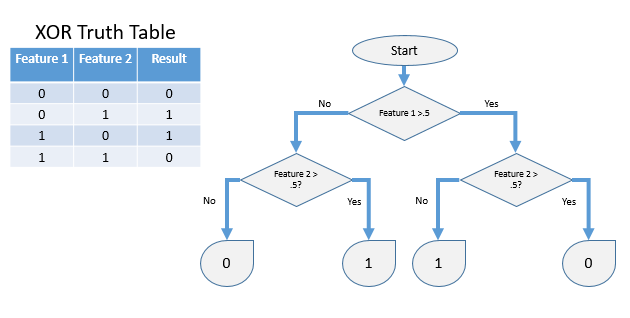 XOR Truth Table
Feature 1 Feature 2 Result
0 0 0
0 1 1
1 0 1
1 1 0
Start
Feature 1 >.5
No Yes
Feature 2 >
.5?
No Yes
0 1
Feature 2 >
.5?
No Yes
1 0